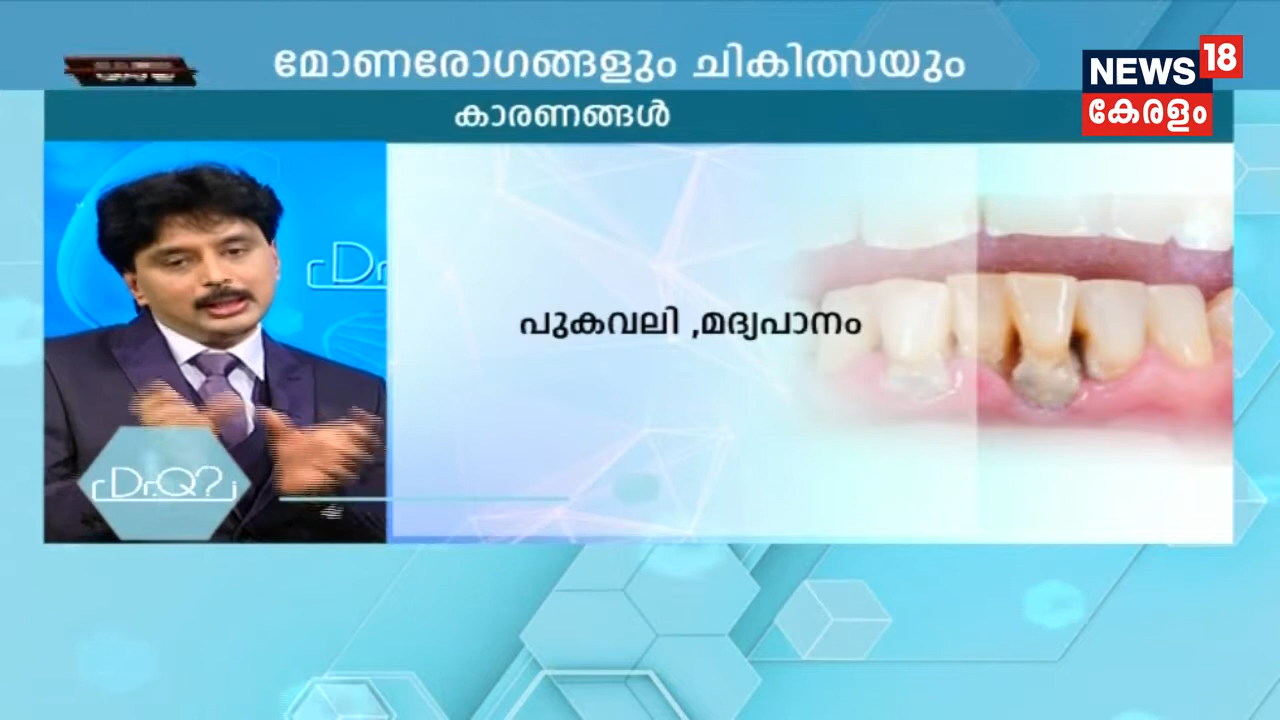 മോണരോഗങ്ങളും ചികിത്സയും
NEWS 18
കേരളം
കാരണങ്ങൾ
Dr
പുകവലി ,മദ്യപാനം
Dr.Q?